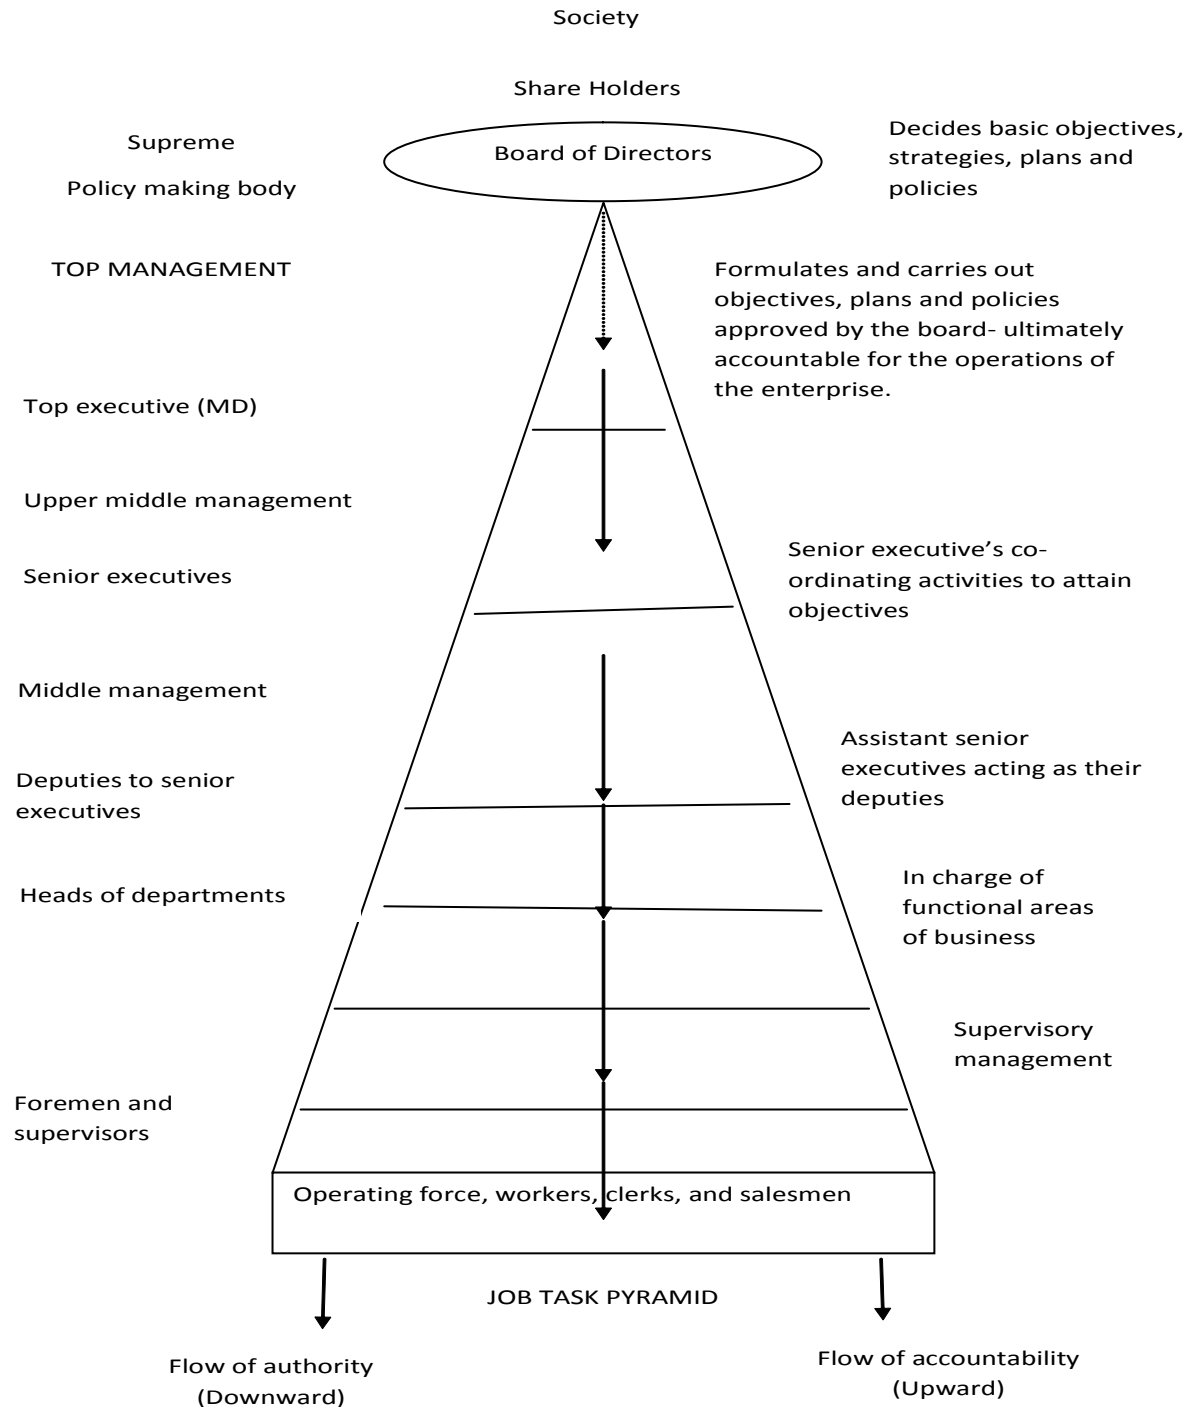 Society
Share Holders
Supreme
Policy making body
Board of Directors
Decides basic objectives,
strategies, plans and
policies
TOP MANAGEMENT
Formulates and carries out
objectives, plans and policies
approved by the board- ultimately
accountable for the operations of
the enterprise.
Top executive (MD)
Upper middle management
Senior executives
Senior executive’s co-
ordinating activities to attain
objectives
Middle management
Deputies to senior
executives
Assistant senior
executives acting as their
deputies
Heads of departments
In charge of
functional areas
of business
Supervisory
management
Foremen and
supervisors
Operating force, workers, clerks, and salesmen
JOB TASK PYRAMID
Flow of authority
(Downward)
Flow of accountability
(Upward)